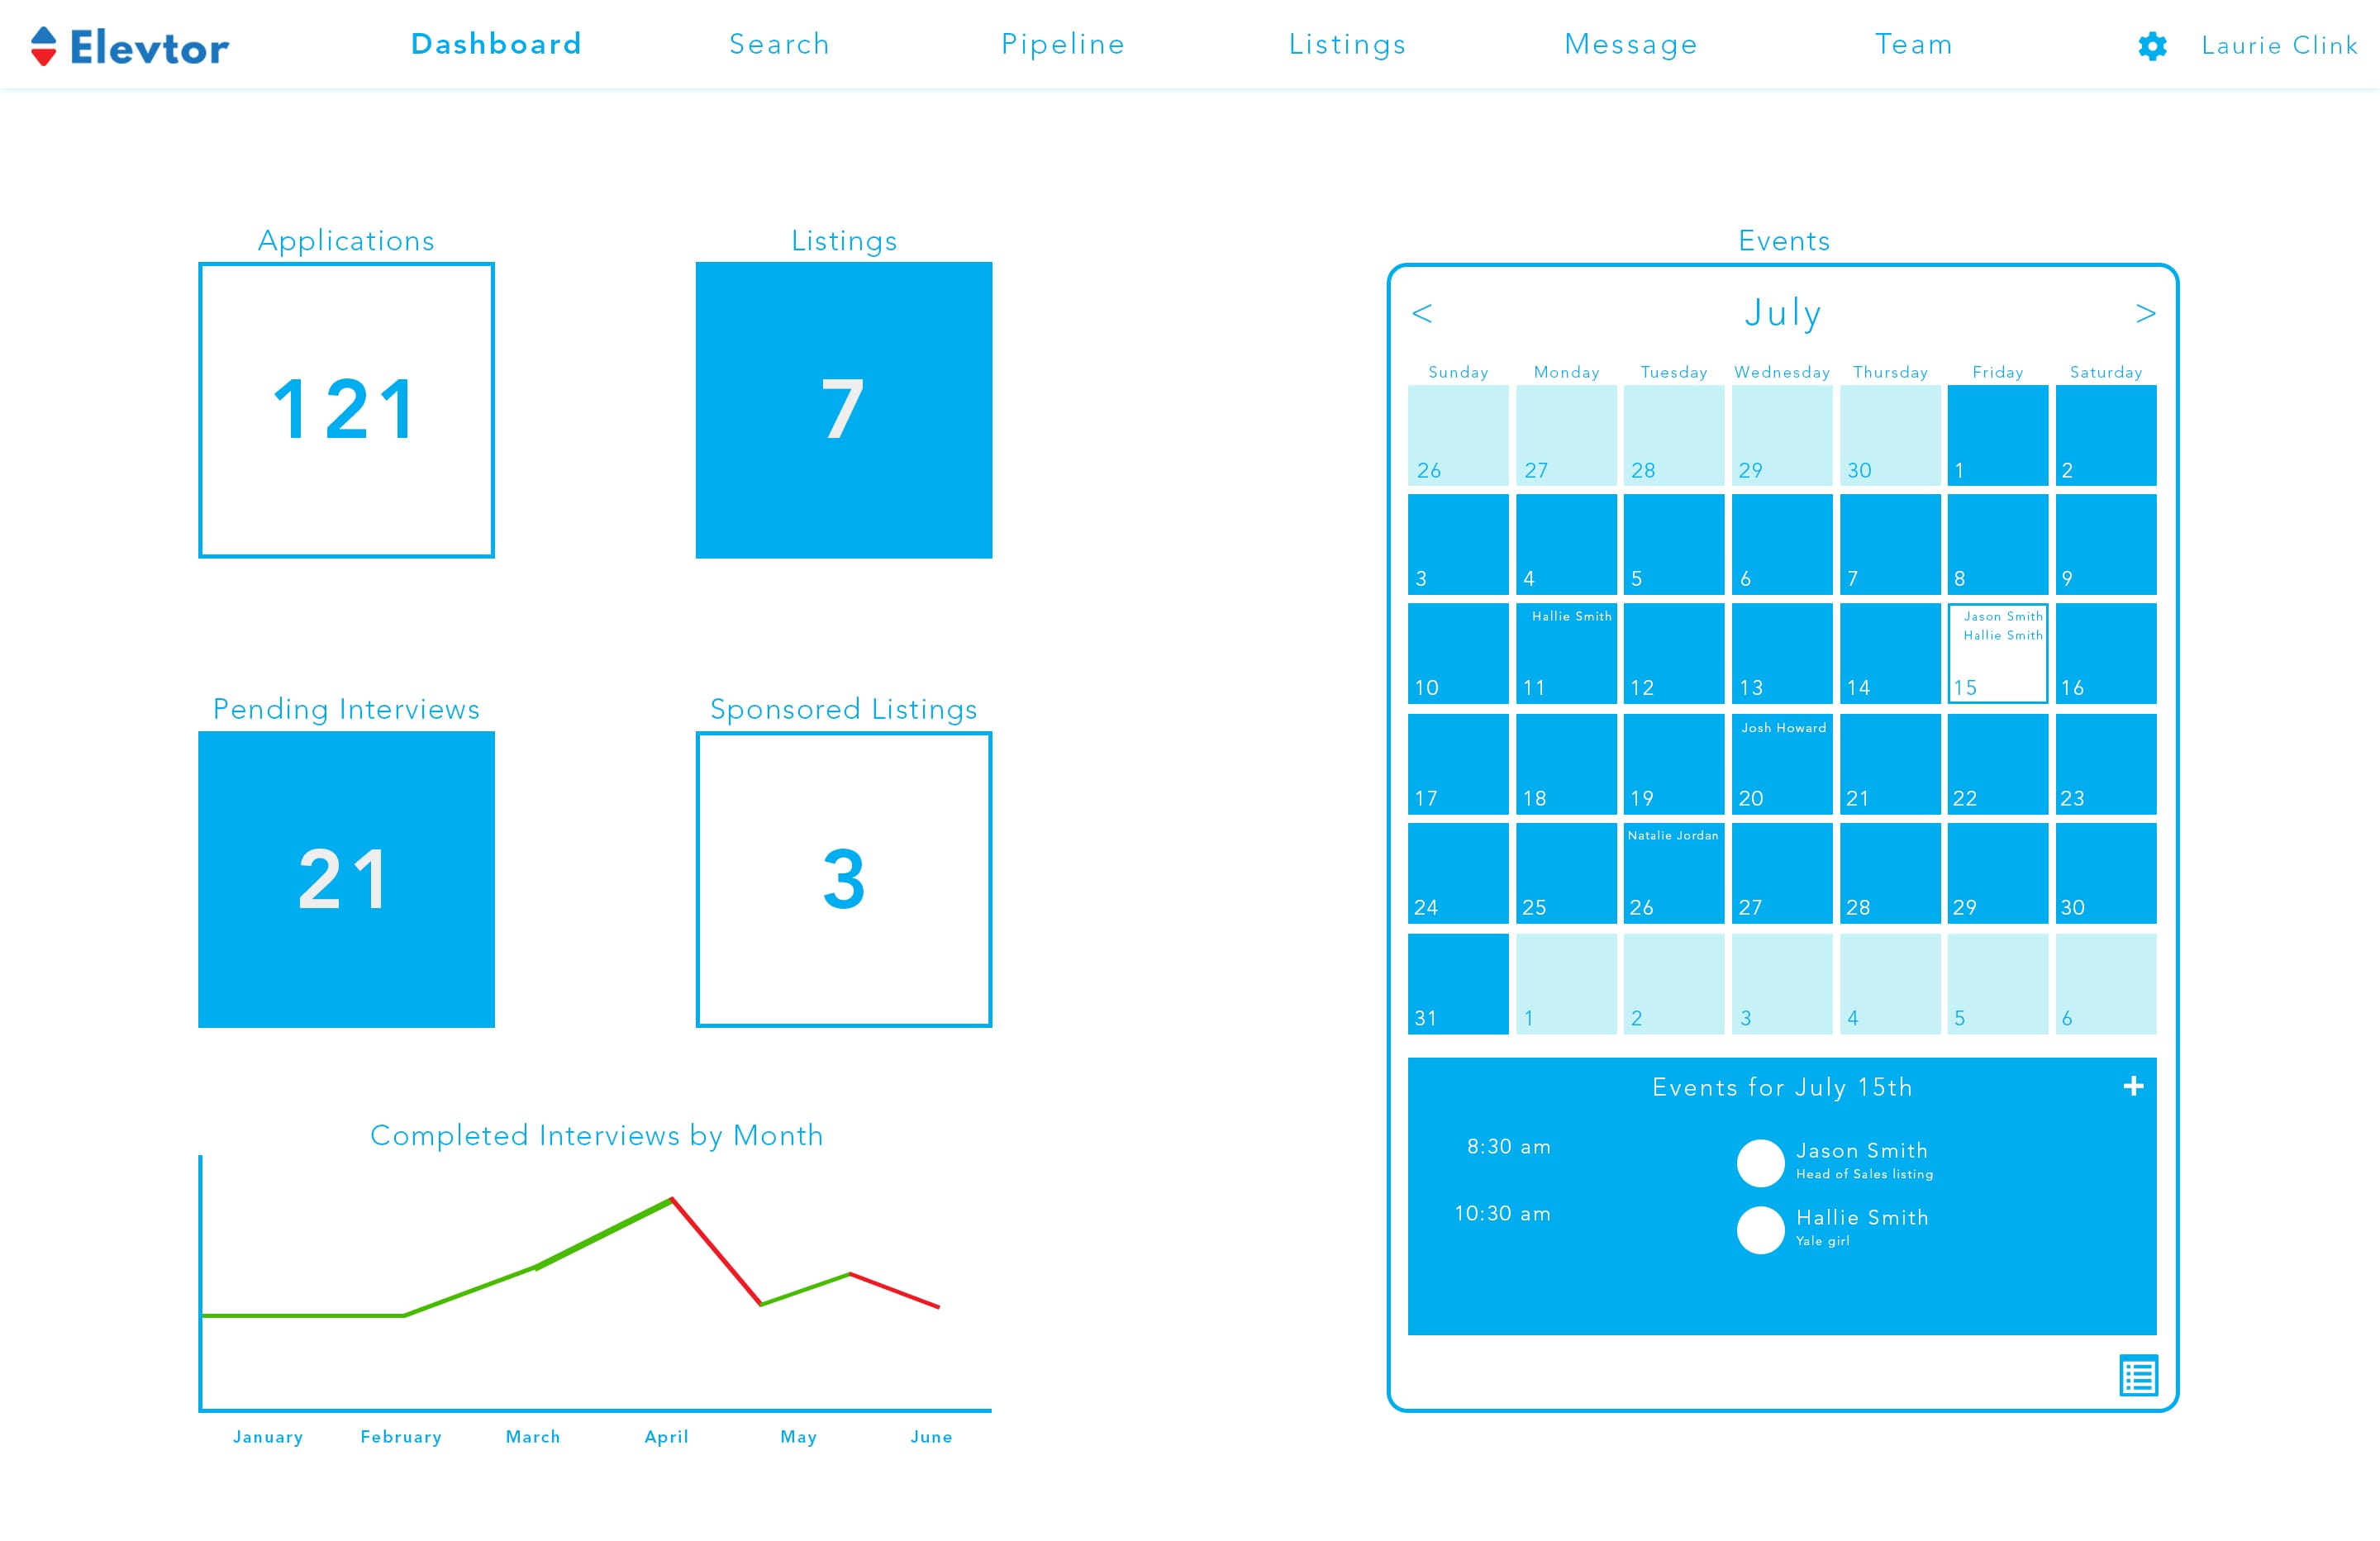 Elevtor
Dashboard
Search
Pipeline
Listings
Message
Team
Laurie Clink
Applications
121
Listings
7
Pending Interviews
21
Sponsored Listings
3
Completed Interviews by Month
January February March April May June
Events
< July >
Sunday Monday Tuesday Wednesday Thursday Friday Saturday
26 27 28 29 30 1 2
3 4 5 6 7 8 9
Hallie Smith Jason Smith
Hallie Smith
10 11 12 13 14 15 16
Josh Howard
17 18 19 20 21 22 23
Natalie Jordan
24 25 26 27 28 29 30
31 1 2 3 4 5 6
Events for July 15th +
8:30 am Jason Smith
Head of Sales listing
10:30 am Hallie Smith
Yale girl